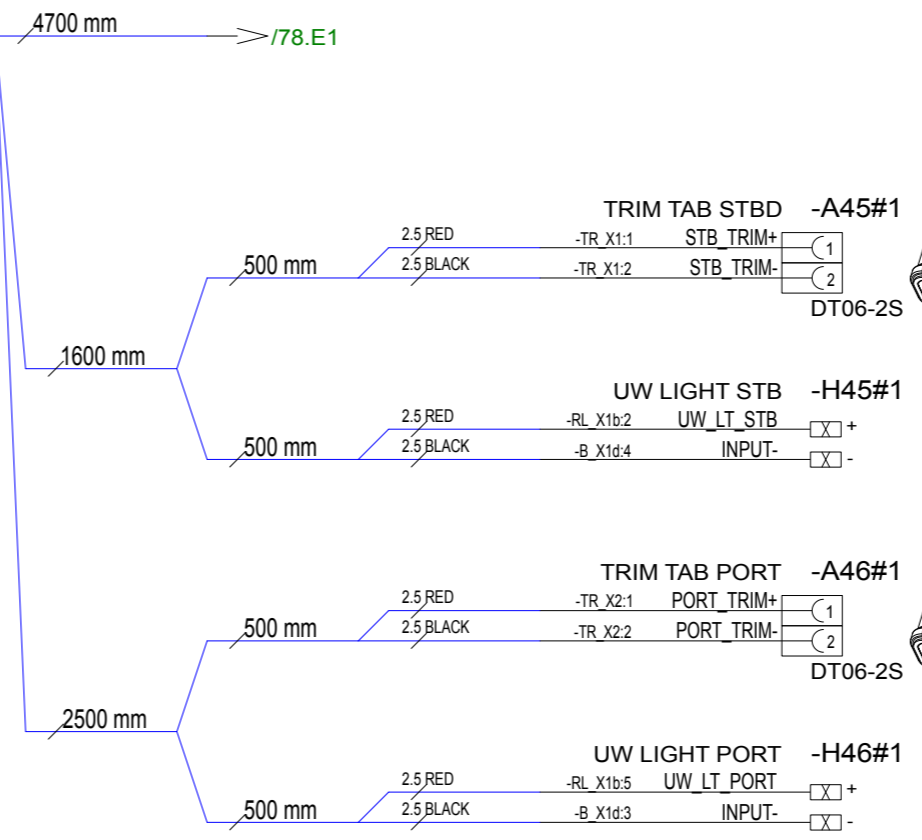 4700 mm
/78.E1
TRIM TAB STBD -A45#1
2.5 RED -TR_X1:1 STB_TRIM+ 1
500 mm 2.5 BLACK -TR_X1:2 STB_TRIM- 2
DT06-2S
1600 mm
UW LIGHT STB -H45#1
2.5 RED -RL_X1b:2 UW_LT_STB X +
500 mm 2.5 BLACK -B_X1d:4 INPUT- X -
TRIM TAB PORT -A46#1
2.5 RED -TR_X2:1 PORT_TRIM+ 1
500 mm 2.5 BLACK -TR_X2:2 PORT_TRIM- 2
DT06-2S
2500 mm
UW LIGHT PORT -H46#1
2.5 RED -RL_X1b:5 UW_LT_PORT X +
500 mm 2.5 BLACK -B_X1d:3 INPUT- X -